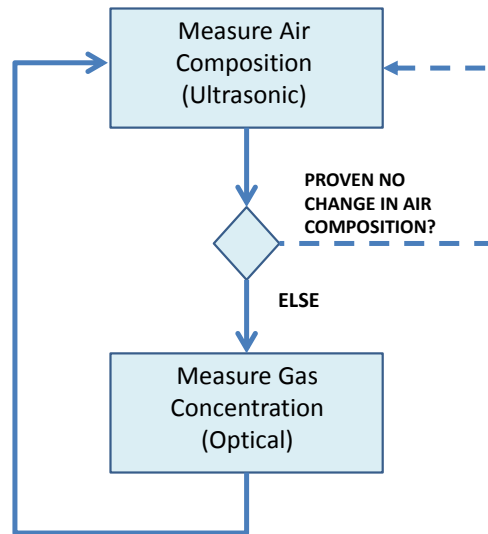 Measure Air
Composition
(Ultrasonic)
PROVEN NO
CHANGE IN AIR
COMPOSITION?
ELSE
Measure Gas
Concentration
(Optical)